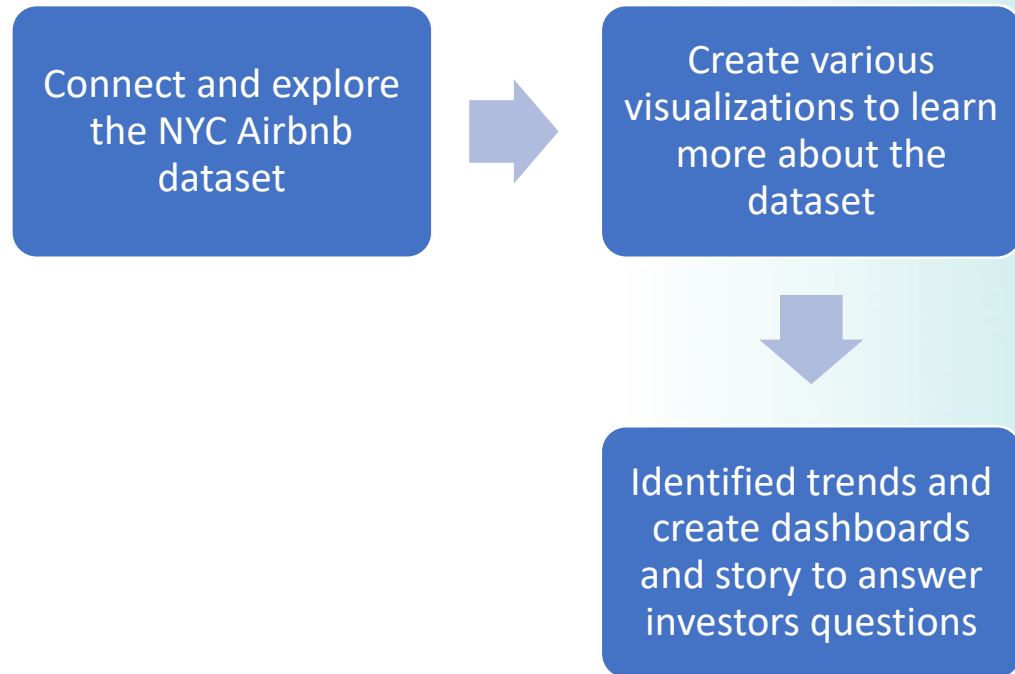 Connect and explore
the NYC Airbnb
dataset
Create various
visualizations to learn
more about the
dataset
Identified trends and
create dashboards
and story to answer
investors questions